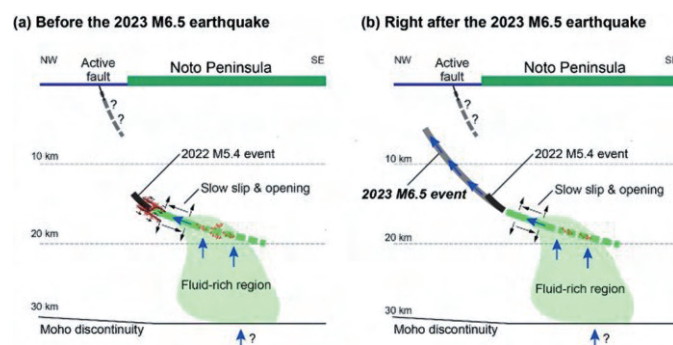 (a) Before the 2023 M6.5 earthquake
NW
Active
fault
Noto Peninsula
SE
?
?
10 km
2022 M5.4 event
Slow slip & opening
20 km
Fluid-rich region
30 km
Moho discontinuity
?
(b) Right after the 2023 M6.5 earthquake
NW
Active
fault
Noto Peninsula
SE
?
?
10 km
2022 M5.4 event
2023 M6.5 event
Slow slip & opening
20 km
Fluid-rich region
30 km
Moho discontinuity
?